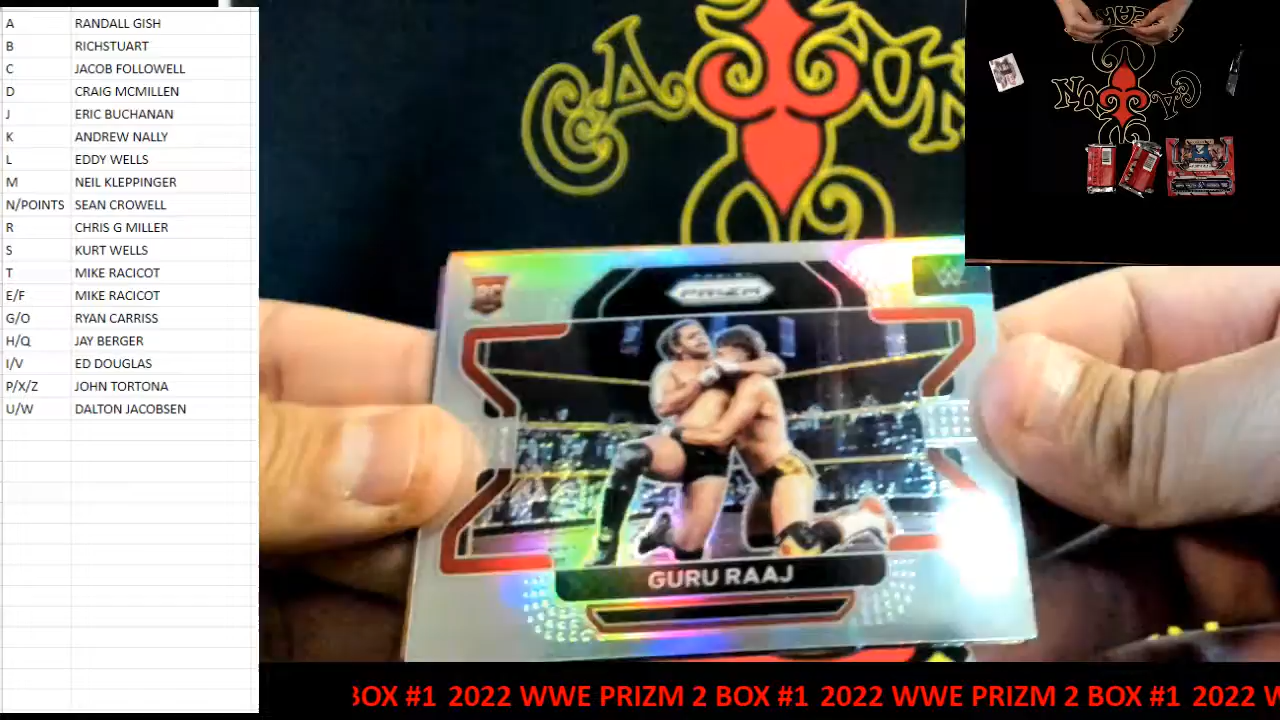 A RANDALL GISH
B RICHSTUART
C JACOB FOLLOWELL
D CRAIG MCMILLEN
J ERIC BUCHANAN
K ANDREW NALLY
L EDDY WELLS
M NEIL KLEPPINGER
N/POINTS SEAN CROWELL
R CHRIS G MILLER
S KURT WELLS
T MIKE RACICOT
E/F MIKE RACICOT
G/O RYAN CARRISS
H/Q JAY BERGER
I/V ED DOUGLAS
P/X/Z JOHN TORTONA
U/W DALTON JACOBSEN
RC
PANINI
PRIZM
W
GURU RAAJ
BOX #1 2022 WWE PRIZM 2 BOX #1 2022 WWE PRIZM 2 BOX #1 2022 W